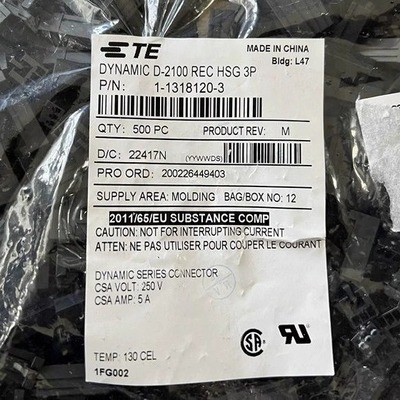 TE
MADE IN CHINA
Bldg: L47
DYNAMIC D-2100 REC HSG 3P
P/N: 1-1318120-3
QTY: 500 PC PRODUCT REV: M
D/C: 22417N (YYWWDS)
PRO ORD: 200226449403
SUPPLY AREA: MOLDING BAG/BOX NO: 12
2011/65/EU SUBSTANCE COMP
CAUTION: NOT FOR INTERRUPTING CURRENT
ATTEN: NE PAS UTILISER POUR COUPER LE COURANT
DYNAMIC SERIES CONNECTOR
CSA VOLT: 250 V
CSA AMP: 5 A
TEMP: 130 CEL
1FG002